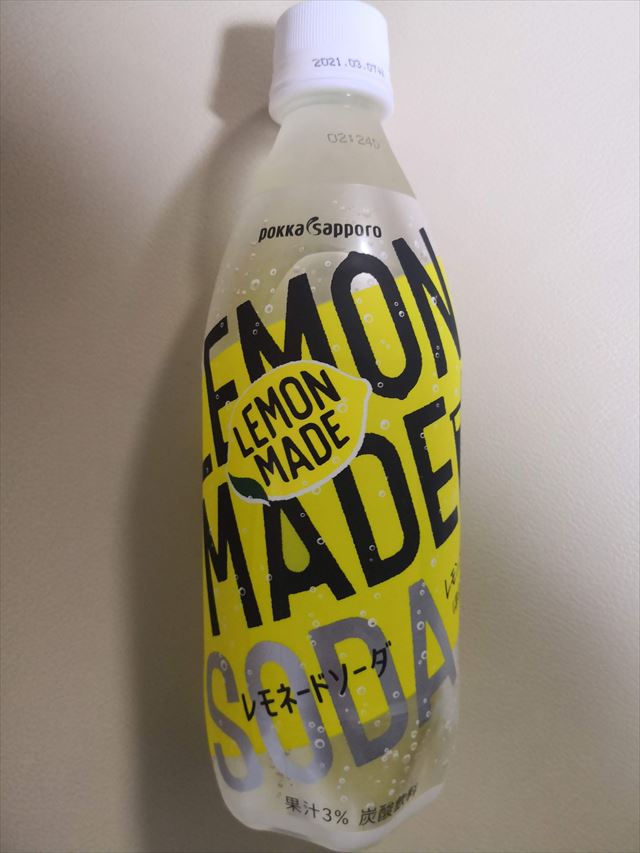 2021.03.07
021240
pokka sapporo
LEMON
MADE
LEMON
MADE
SODA
レモネードソーダ
果汁3% 炭酸飲料